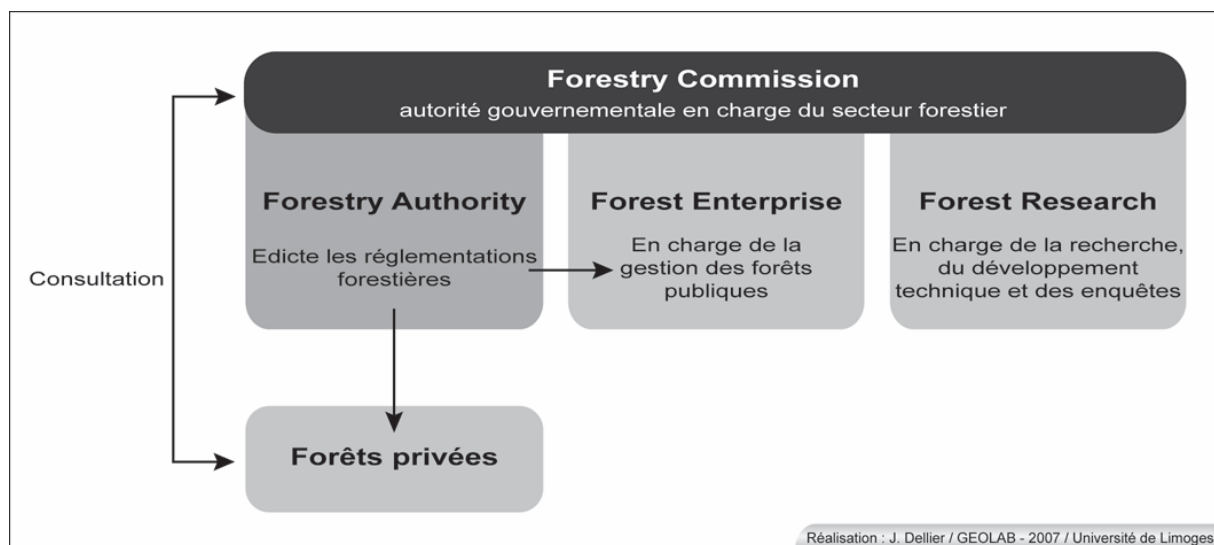 Forestry Commission
autorité gouvernementale en charge du secteur forestier
Forestry Authority
Edicte les réglementations
forestières
Forest Enterprise
En charge de la
gestion des forêts
publiques
Forest Research
En charge de la recherche,
du développement
technique et des enquêtes
Consultation
Forêts privées
Réalisation : J. Dellier / GEOLAB - 2007 / Université de Limoges